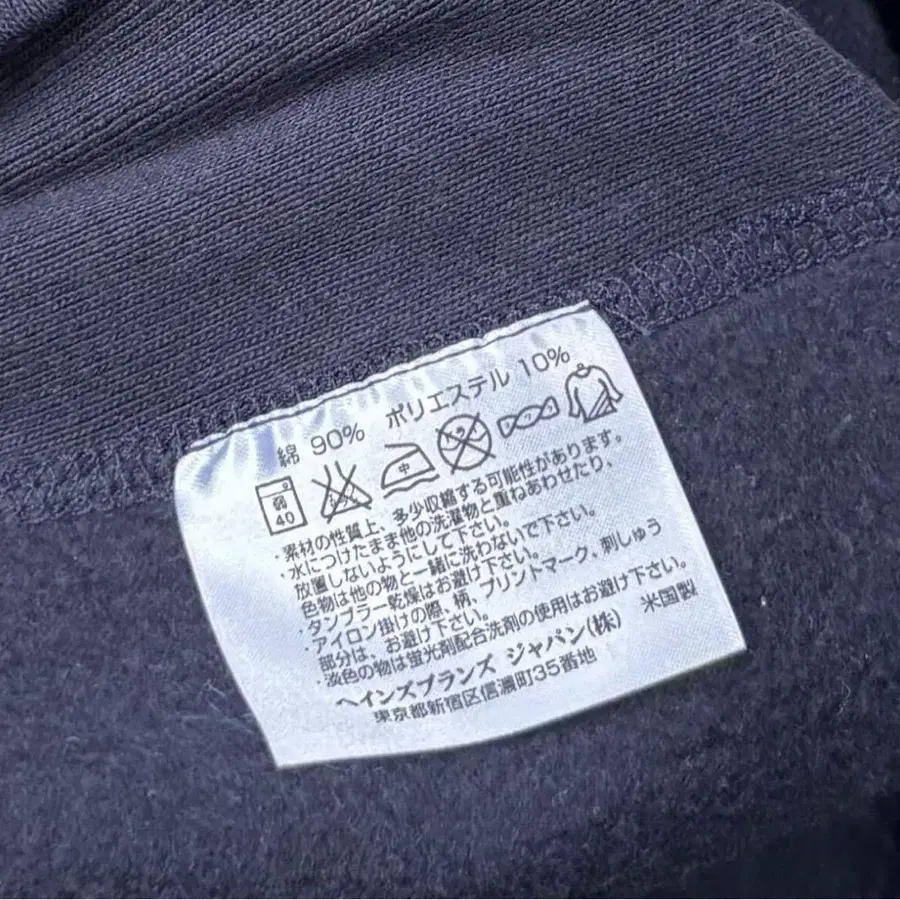 綿 90% ポリエステル 10%
弱
40
中
・素材の性質上、多少収縮する可能性があります。
・水につけたまま他の洗濯物と重ねあわせたり、
放置しないようにして下さい。
色物は他の物と一緒に洗わないで下さい。
・タンブラー乾燥はお避け下さい。
・アイロン掛けの際、柄、プリントマーク、刺しゅう
部分は、お避け下さい。
・淡色の物は蛍光剤配合洗剤の使用はお避け下さい。
ヘインズブランズ ジャパン(株) 米国製
東京都新宿区信濃町35番地